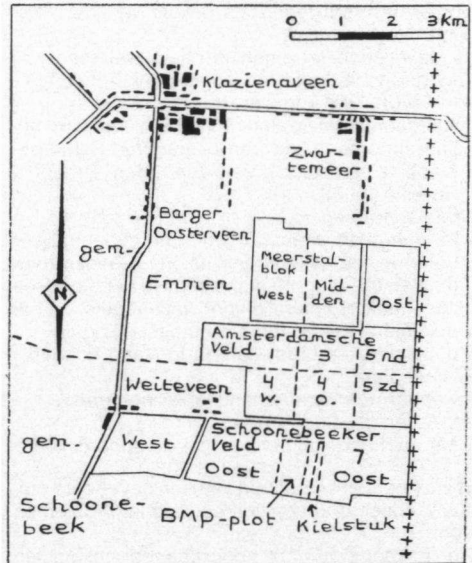 0 1 2 3 km
Klazienaveen
Zwar-
temeer
Barger
Oosterveen
gem.
Emmen
Meerstal-
blok
West
Mid-
den
Oost
N
Amsterdamsche
Veld
3
5 nd
4
W.
4
O.
5 zd.
Weiteveen
gem.
West
Schoonebeeker
Veld
Oost
7
Oost
Schoone-
beek
BMP-plot
Kielstuk